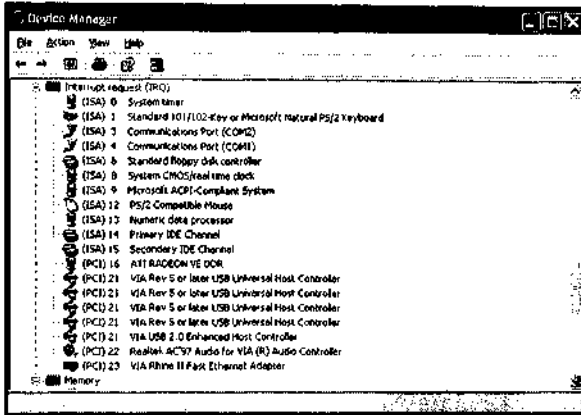 Device Manager
File Action View Help
Interrupt request (IRQ)
(ISA) 0 System timer
(ISA) 1 Standard 101/102-Key or Microsoft Natural PS/2 Keyboard
(ISA) 3 Communications Port (COM2)
(ISA) 4 Communications Port (COM1)
(ISA) 6 Standard floppy disk controller
(ISA) 8 System CMOS/real time clock
(ISA) 9 Microsoft ACPI-Compliant System
(ISA) 12 PS/2 Compatible Mouse
(ISA) 13 Numeric data processor
(ISA) 14 Primary IDE Channel
(ISA) 15 Secondary IDE Channel
(PCI) 16 ATI RADEON VE DDR
(PCI) 21 VIA Rev 5 or later USB Universal Host Controller
(PCI) 21 VIA Rev 5 or later USB Universal Host Controller
(PCI) 21 VIA Rev 5 or later USB Universal Host Controller
(PCI) 21 VIA Rev 5 or later USB Universal Host Controller
(PCI) 21 VIA USB 2.0 Enhanced Host Controller
(PCI) 22 Realtek AC'97 Audio for VIA (R) Audio Controller
(PCI) 23 VIA Rhine II Fast Ethernet Adapter
Memory